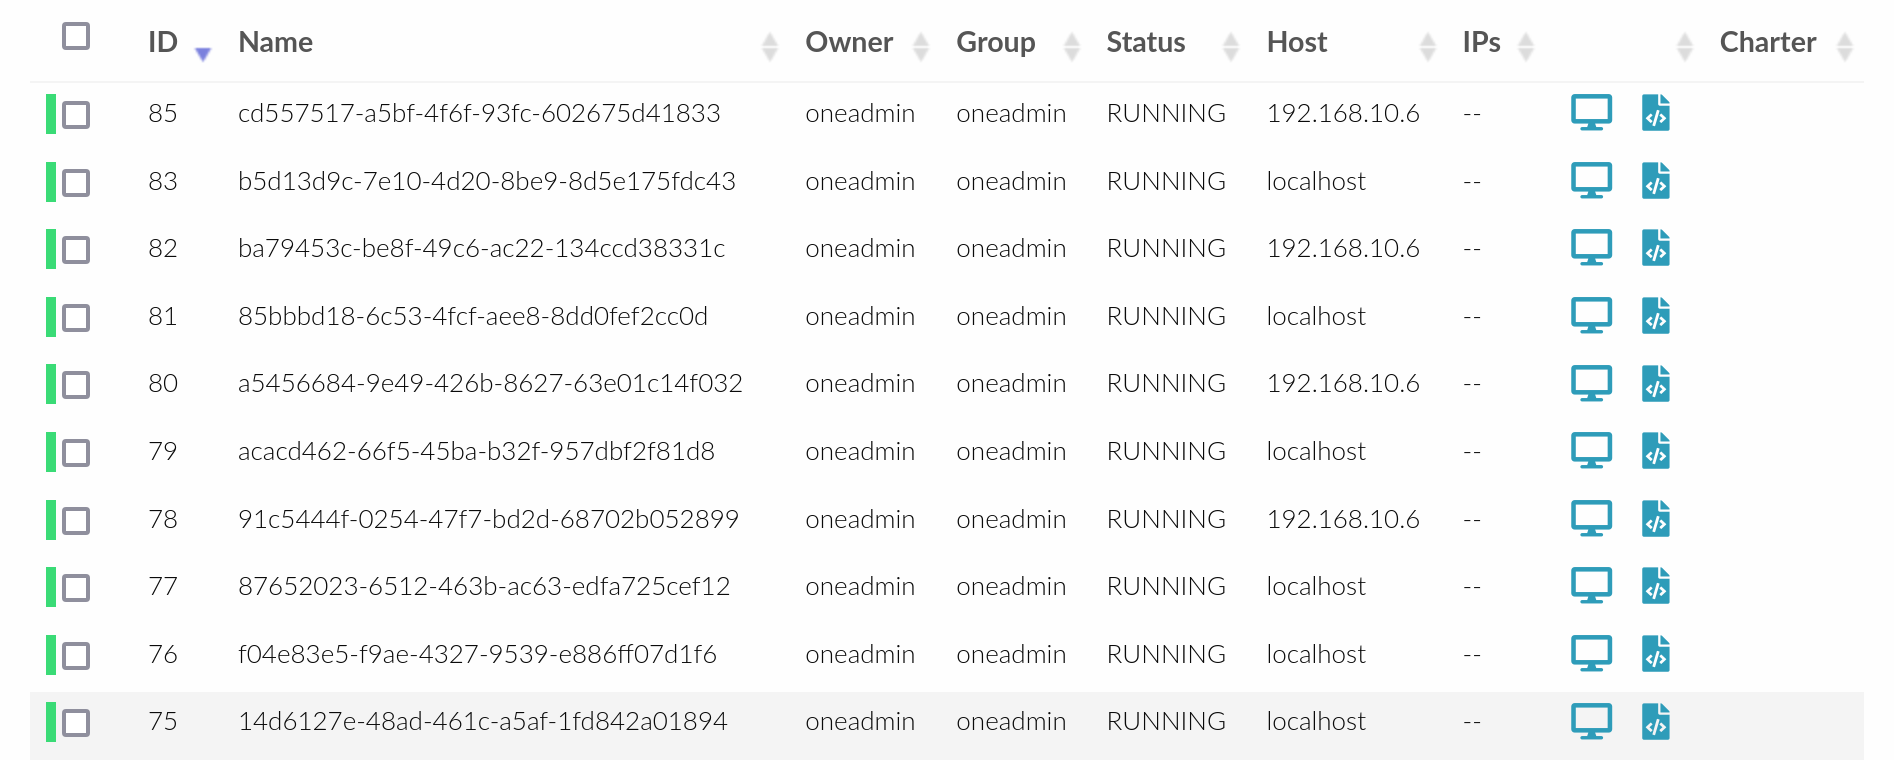 ID Name Owner Group Status Host IPs Charter
85 cd557517-a5bf-4f6f-93fc-602675d41833 oneadmin oneadmin RUNNING 192.168.10.6 --
83 b5d13d9c-7e10-4d20-8be9-8d5e175fdc43 oneadmin oneadmin RUNNING localhost --
82 ba79453c-be8f-49c6-ac22-134ccd38331c oneadmin oneadmin RUNNING 192.168.10.6 --
81 85bbbd18-6c53-4fcf-aee8-8dd0fef2cc0d oneadmin oneadmin RUNNING localhost --
80 a5456684-9e49-426b-8627-63e01c14f032 oneadmin oneadmin RUNNING 192.168.10.6 --
79 acacd462-66f5-45ba-b32f-957dbf2f81d8 oneadmin oneadmin RUNNING localhost --
78 91c5444f-0254-47f7-bd2d-68702b052899 oneadmin oneadmin RUNNING 192.168.10.6 --
77 87652023-6512-463b-ac63-edfa725cef12 oneadmin oneadmin RUNNING localhost --
76 f04e83e5-f9ae-4327-9539-e886ff07d1f6 oneadmin oneadmin RUNNING localhost --
75 14d6127e-48ad-461c-a5af-1fd842a01894 oneadmin oneadmin RUNNING localhost --